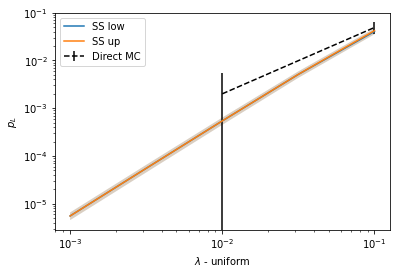 10⁻¹
10⁻²
10⁻³
10⁻⁴
10⁻⁵
p_L
SS low
SS up
Direct MC
10⁻³
10⁻²
10⁻¹
λ - uniform